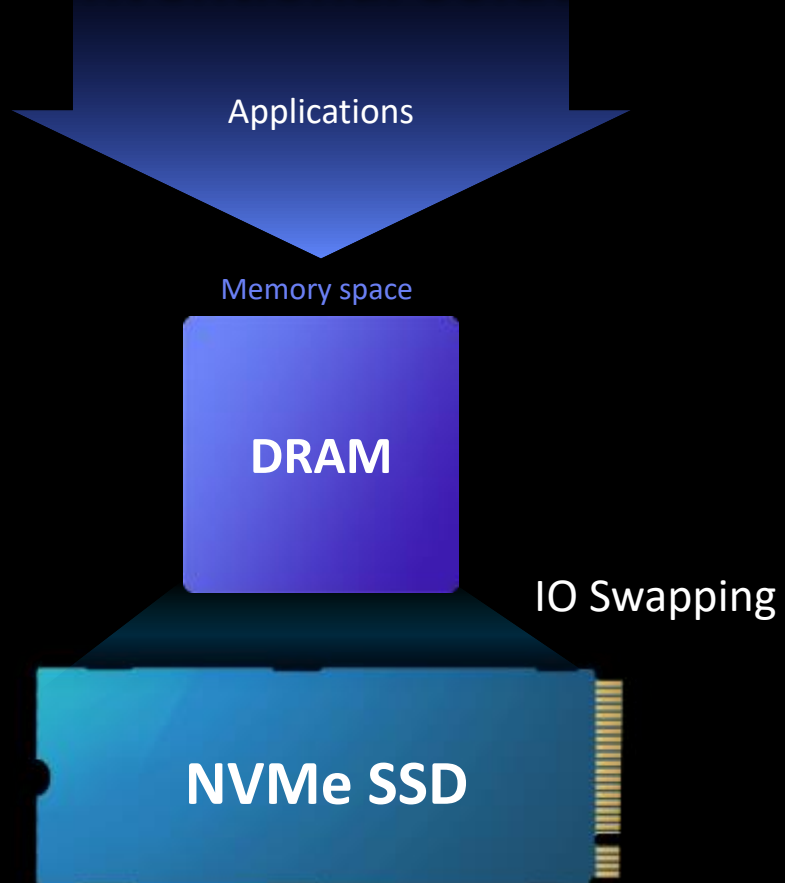 Applications
Memory space
DRAM
IO Swapping
NVMe SSD